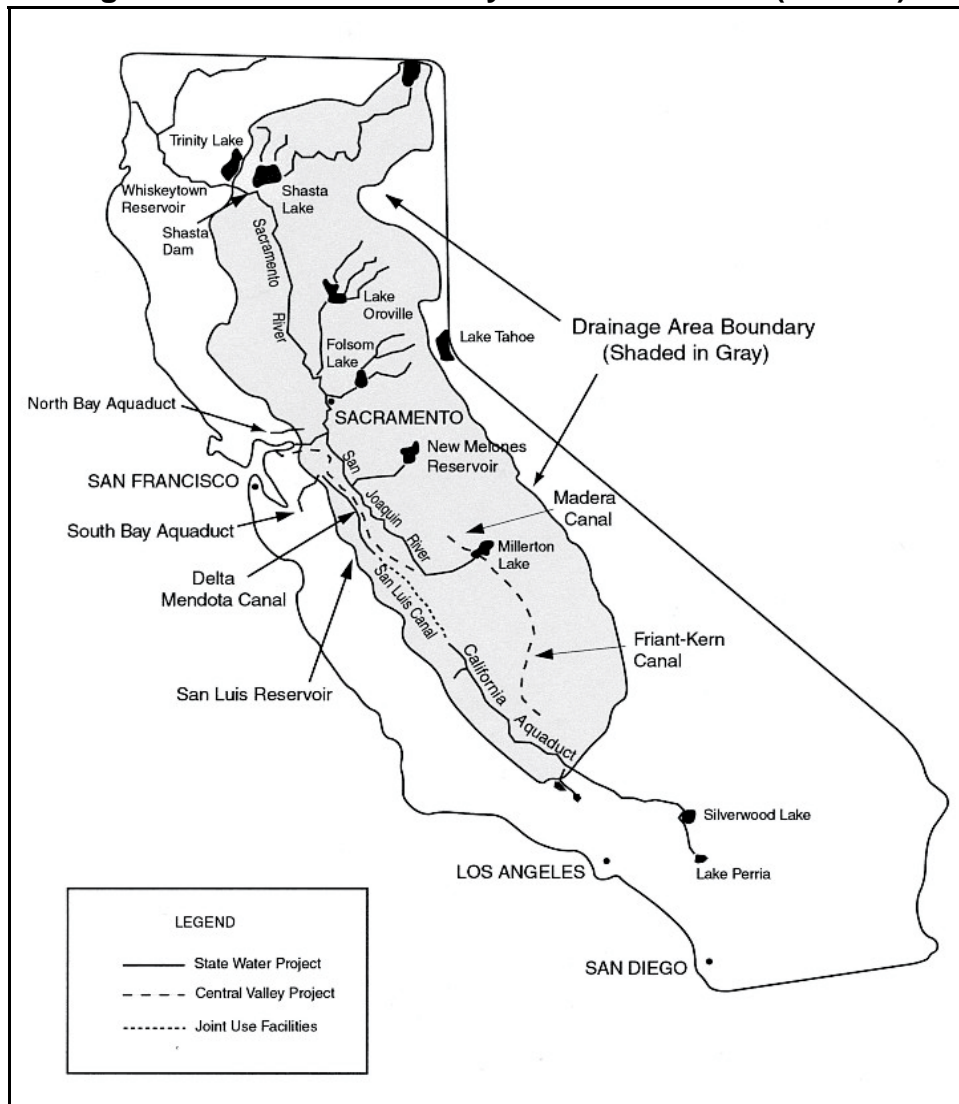 Trinity Lake
Whiskeytown
Reservoir
Shasta
Dam
Shasta
Lake
Sacramento
River
Lake
Oroville
Folsom
Lake
Lake Tahoe
Drainage Area Boundary
(Shaded in Gray)
North Bay Aquaduct
SACRAMENTO
New Melones
Reservoir
SAN FRANCISCO
South Bay Aquaduct
San
Joaquin
River
Madera
Canal
Millerton
Lake
Delta
Mendota Canal
San Luis Canal
Friant-Kern
Canal
San Luis Reservoir
California
Aquaduct
Silverwood Lake
Lake Perria
LOS ANGELES
SAN DIEGO
LEGEND
State Water Project
Central Valley Project
Joint Use Facilities